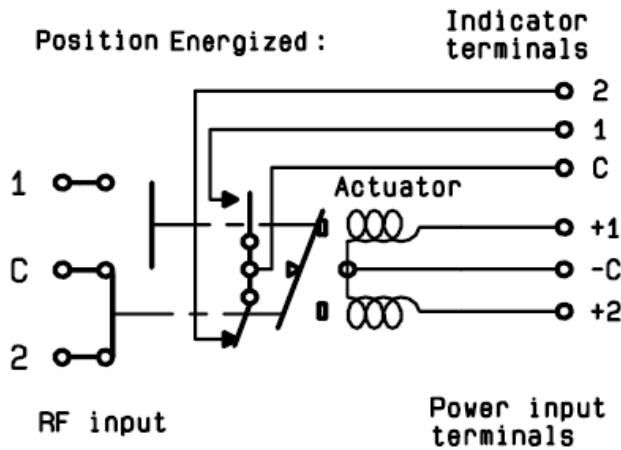 Position Energized :
Indicator
terminals
2
1
C
1
Actuator
+1
C
-C
+2
2
RF input
Power input
terminals